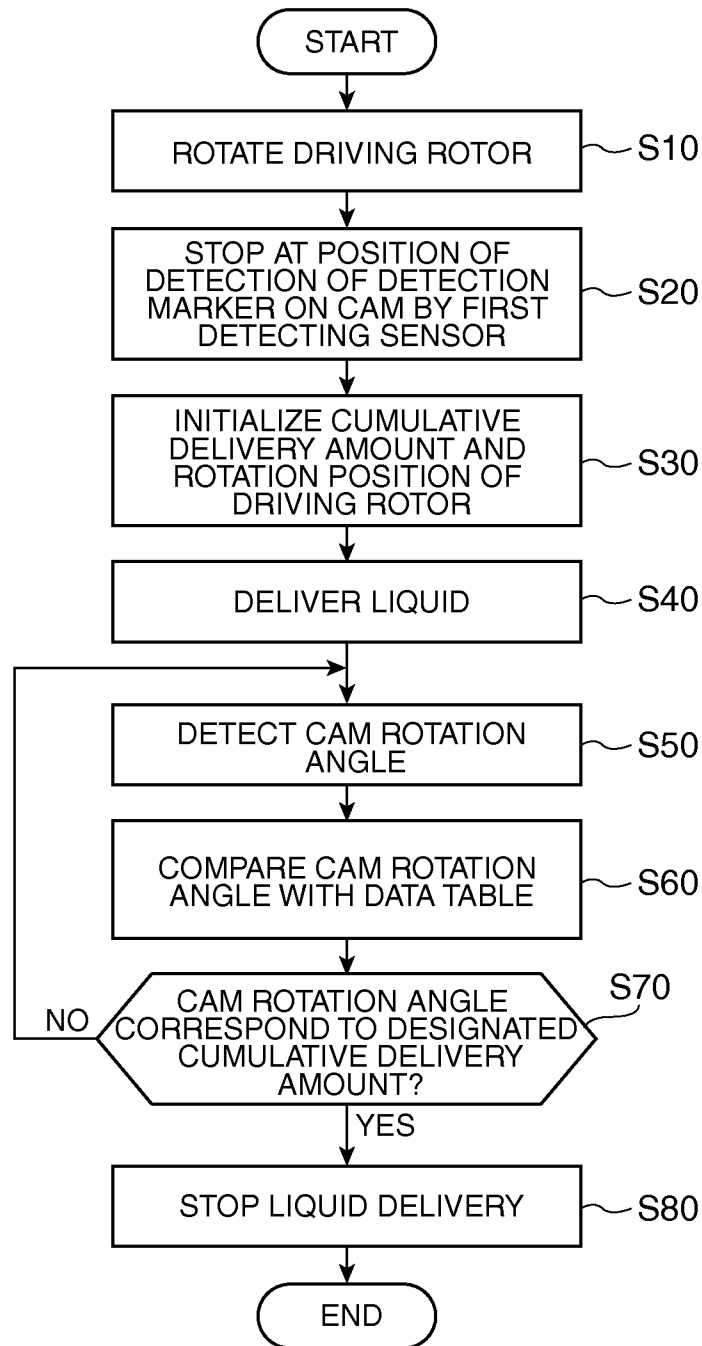 START
ROTATE DRIVING ROTOR
S10
STOP AT POSITION OF
DETECTION OF DETECTION
MARKER ON CAM BY FIRST
DETECTING SENSOR
S20
INITIALIZE CUMULATIVE
DELIVERY AMOUNT AND
ROTATION POSITION OF
DRIVING ROTOR
S30
DELIVER LIQUID
S40
DETECT CAM ROTATION
ANGLE
S50
COMPARE CAM ROTATION
ANGLE WITH DATA TABLE
S60
CAM ROTATION ANGLE
CORRESPOND TO DESIGNATED
CUMULATIVE DELIVERY
AMOUNT?
S70
NO
YES
STOP LIQUID DELIVERY
S80
END